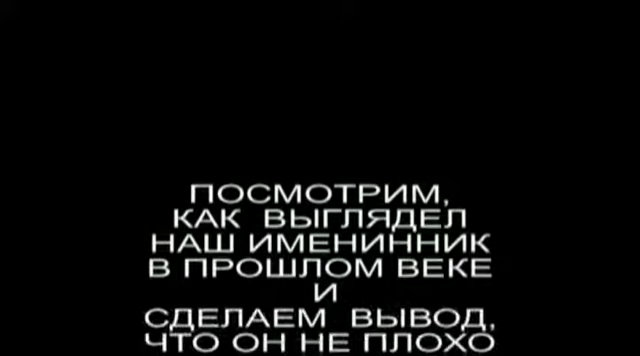 ПОСМОТРИМ,
КАК ВЫГЛЯДЕЛ
НАШ ИМЕНИННИК
В ПРОШЛОМ ВЕКЕ
И
СДЕЛАЕМ ВЫВОД,
ЧТО ОН НЕ ПЛОХО